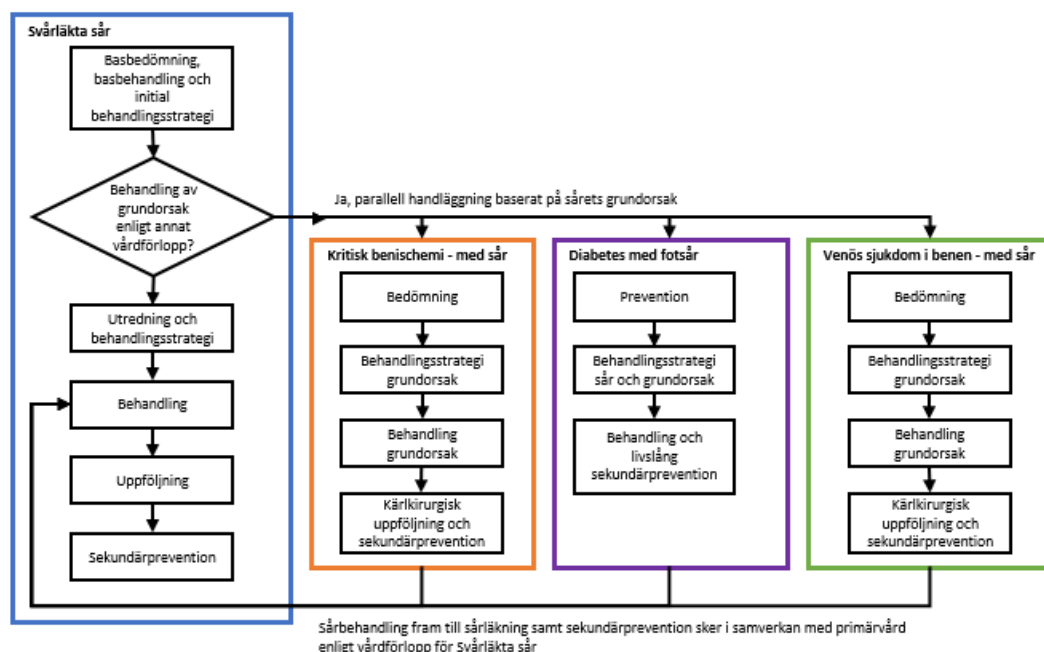 Svårläkta sår
Basbedömning,
basbehandling och
initial
behandlingsstrategi
Behandling av
grundorsak
enligt annat
vårdförlopp?
Utredning och
behandlingsstrategi
Behandling
Uppföljning
Sekundärprevention
Ja, parallell handläggning baserat på sårets grundorsak
Kritisk benischemi - med sår
Bedömning
Behandlingsstrategi
grundorsak
Behandling
grundorsak
Kärlkirurgisk
uppföljning och
sekundärprevention
Diabetes med fotsår
Prevention
Behandlingsstrategi
sår och grundorsak
Behandling och
livslång
sekundärprevention
Venös sjukdom i benen - med sår
Bedömning
Behandlingsstrategi
grundorsak
Behandling
grundorsak
Kärlkirurgisk
uppföljning och
sekundärprevention
Sårbehandling fram till sårläkning samt sekundärprevention sker i samverkan med primärvård
enligt vårdförlopp för Svårläkta sår